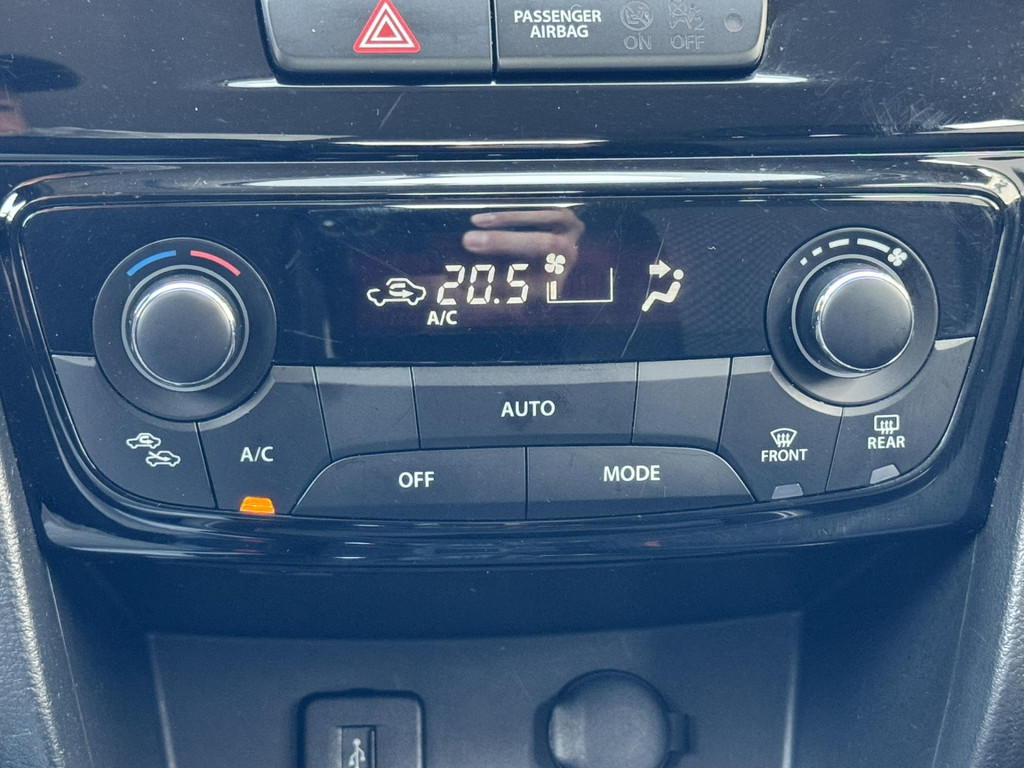 PASSENGER
AIRBAG
ON OFF
20.5
A/C
AUTO
A/C
OFF
MODE
FRONT
REAR